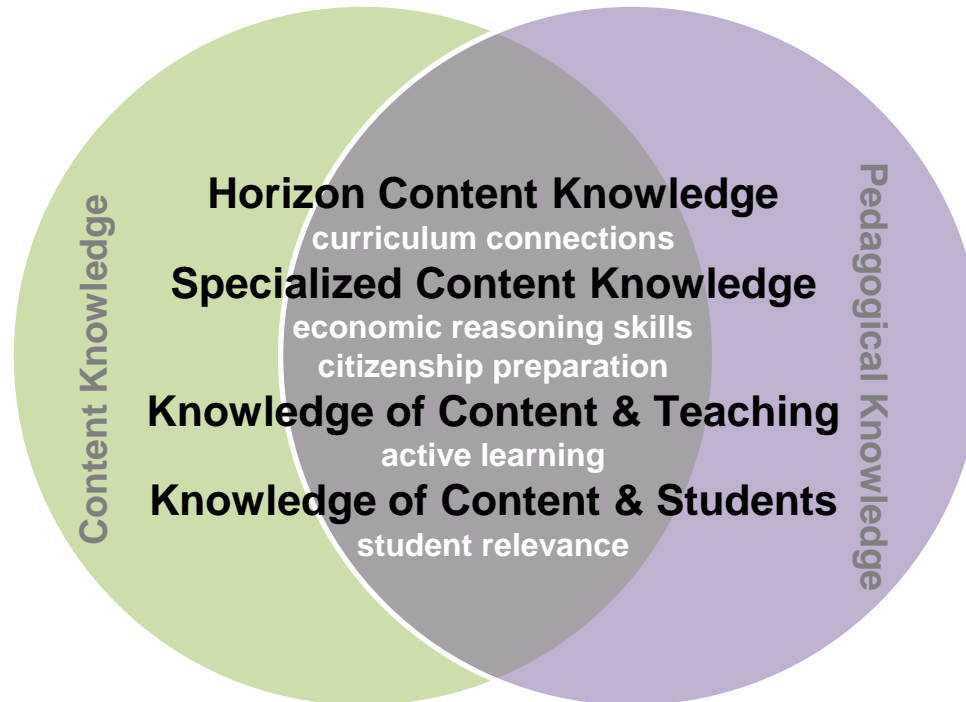 Content Knowledge
Horizon Content Knowledge
curriculum connections
Specialized Content Knowledge
economic reasoning skills
citizenship preparation
Knowledge of Content & Teaching
active learning
Knowledge of Content & Students
student relevance
Pedagogical Knowledge